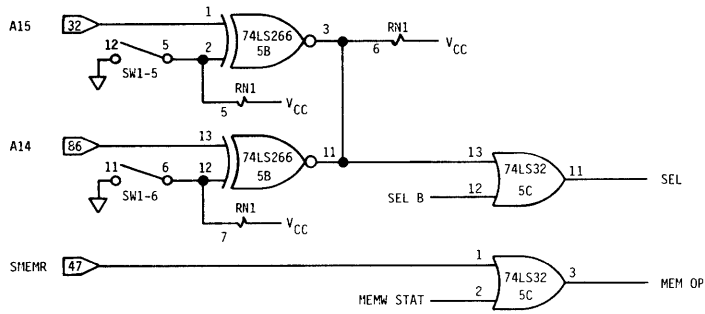 1
A15 32 3 RN1
74LS266
12 5 2 5B 6 VCC
SW1-5 RN1
5 VCC
13
A14 86 74LS266 11 13
11 6 12 5B 74LS32 11 SEL
SW1-6 SEL B 12 5C
RN1
7 VCC
1
SMEMR 47 74LS32 3 MEM OP
MEMW STAT 2 5C